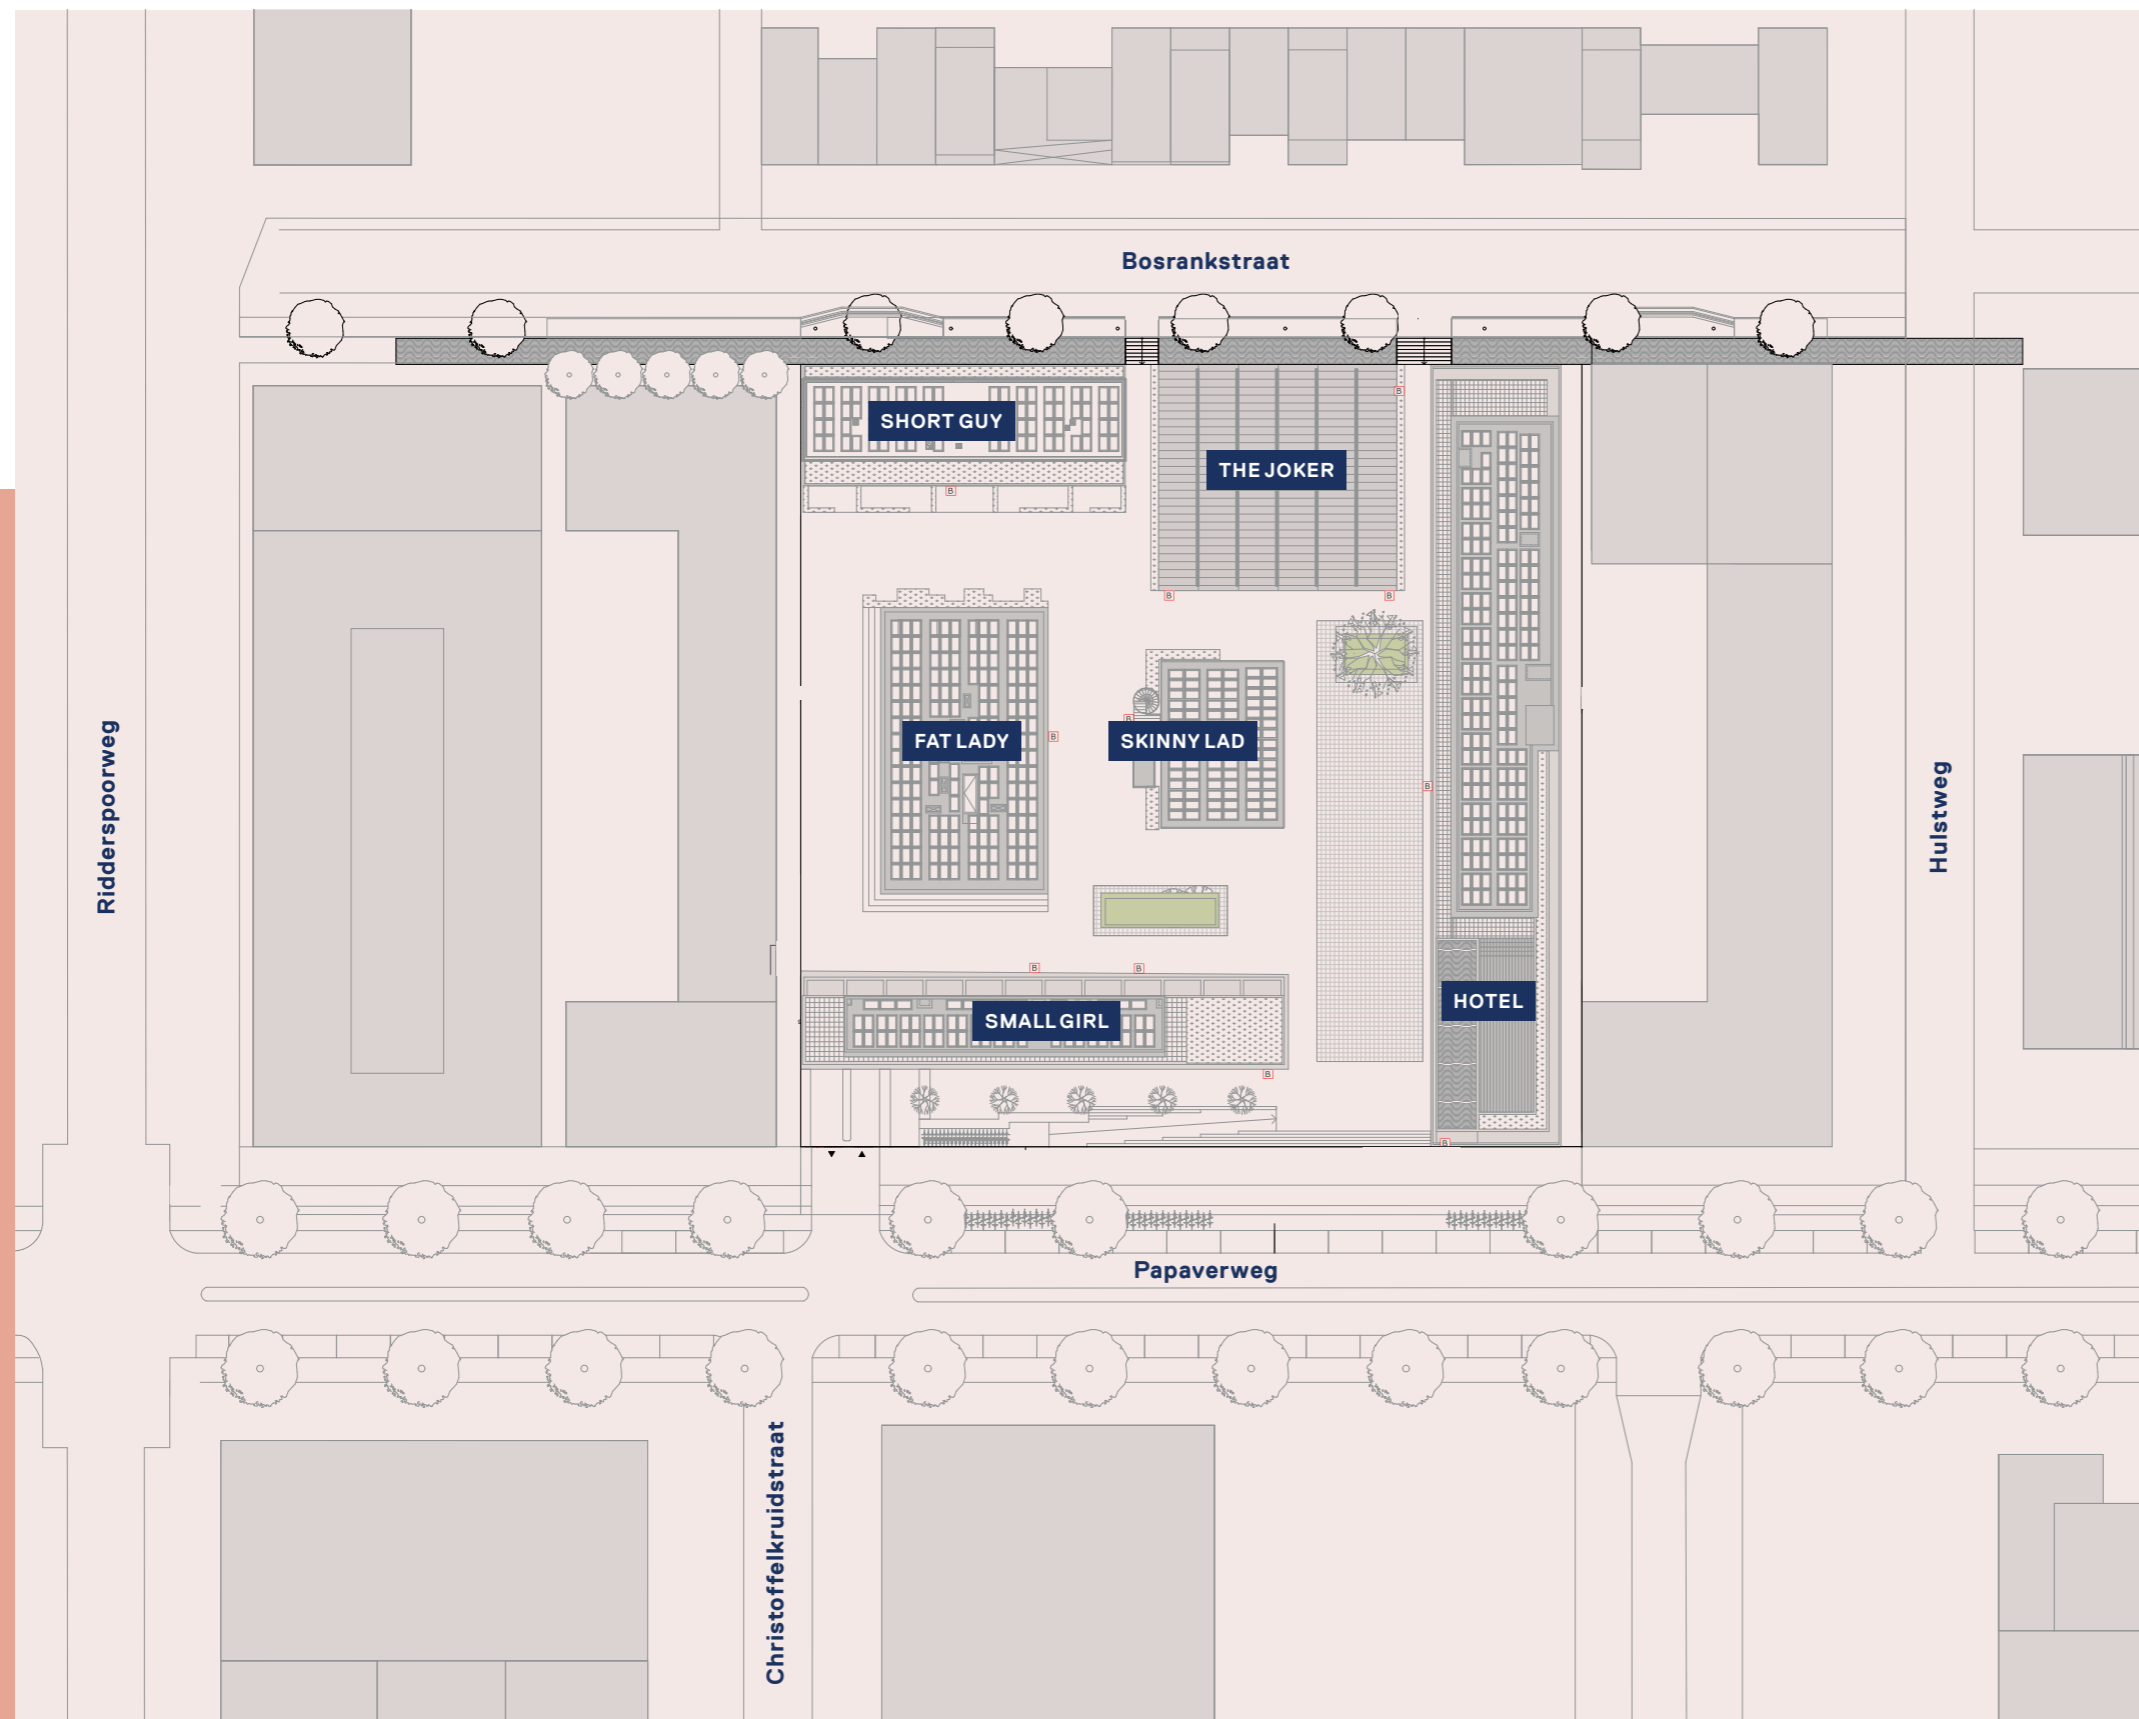 Bosrankstraat
SHORT GUY
THE JOKER
B
B
B
B
Ridderspoorweg
FAT LADY
B
B
SKINNY LAD
B
Hulstweg
B
B
HOTEL
SMALL GIRL
B
B
Papaverweg
Christoffelkruidstraat